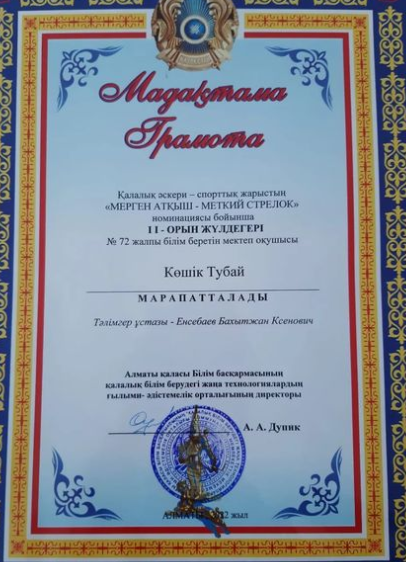 Мадақтама
Грамота
Қалалық әскери – спорттық жарыстың
«МЕРГЕН АТҚЫШ - МЕТКИЙ СТРЕЛОК»
номинациясы бойынша
I I - ОРЫН ЖҮЛДЕГЕРІ
№ 72 жалпы білім беретін мектеп оқушысы
Көшік Тубай
МАРАПАТТАЛАДЫ
Тәлімгер ұстазы - Енсебаев Бахытжан Ксенович
Алматы қаласы Білім басқармасының
қалалық білім берудегі жаңа технологиялардың
ғылыми- әдістемелік орталығының директоры
А. А. Дупик
АЛМАТЫ жыл